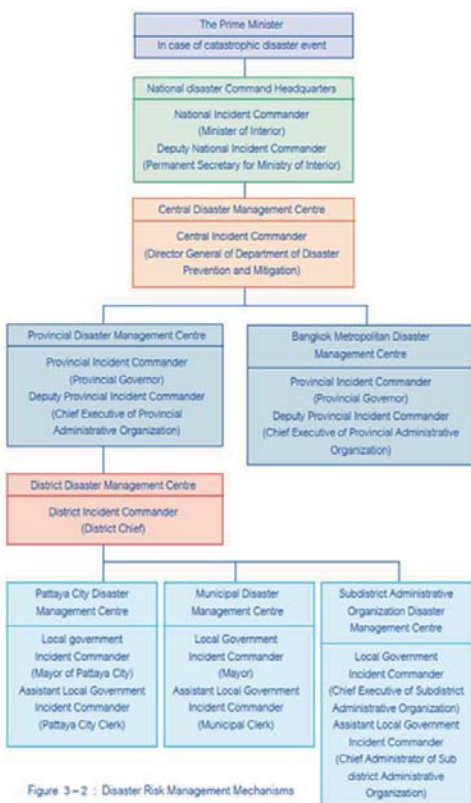 The Prime Minister
In case of catastrophic disaster event
National disaster Command Headquarters
National Incident Commander
(Minister of Interior)
Deputy National Incident Commander
(Permanent Secretary for Ministry of Interior)
Central Disaster Management Centre
Central Incident Commander
(Director General of Department of Disaster
Prevention and Mitigation)
Provincial Disaster Management Centre
Provincial Incident Commander
(Provincial Governor)
Deputy Provincial Incident Commander
(Chief Executive of Provincial
Administrative Organization)
Bangkok Metropolitan Disaster
Management Centre
Provincial Incident Commander
(Provincial Governor)
Deputy Provincial Incident Commander
(Chief Executive of Provincial Administrative
Organization)
District Disaster Management Centre
District Incident Commander
(District Chief)
Pattaya City Disaster
Management Centre
Local government
Incident Commander
(Mayor of Pattaya City)
Assistant Local Government
Incident Commander
(Pattaya City Clerk)
Municipal Disaster
Management Centre
Local Government
Incident Commander
(Mayor)
Assistant Local Government
Incident Commander
(Municipal Clerk)
Subdistrict Administrative
Organization Disaster
Management Centre
Local Government
Incident Commander
(Chief Executive of Subdistrict
Administrative Organization)
Assistant Local Government
Incident Commander
(Chief Administrator of Sub
district Administrative
Organization)
Figure 3-2 : Disaster Risk Management Mechanisms